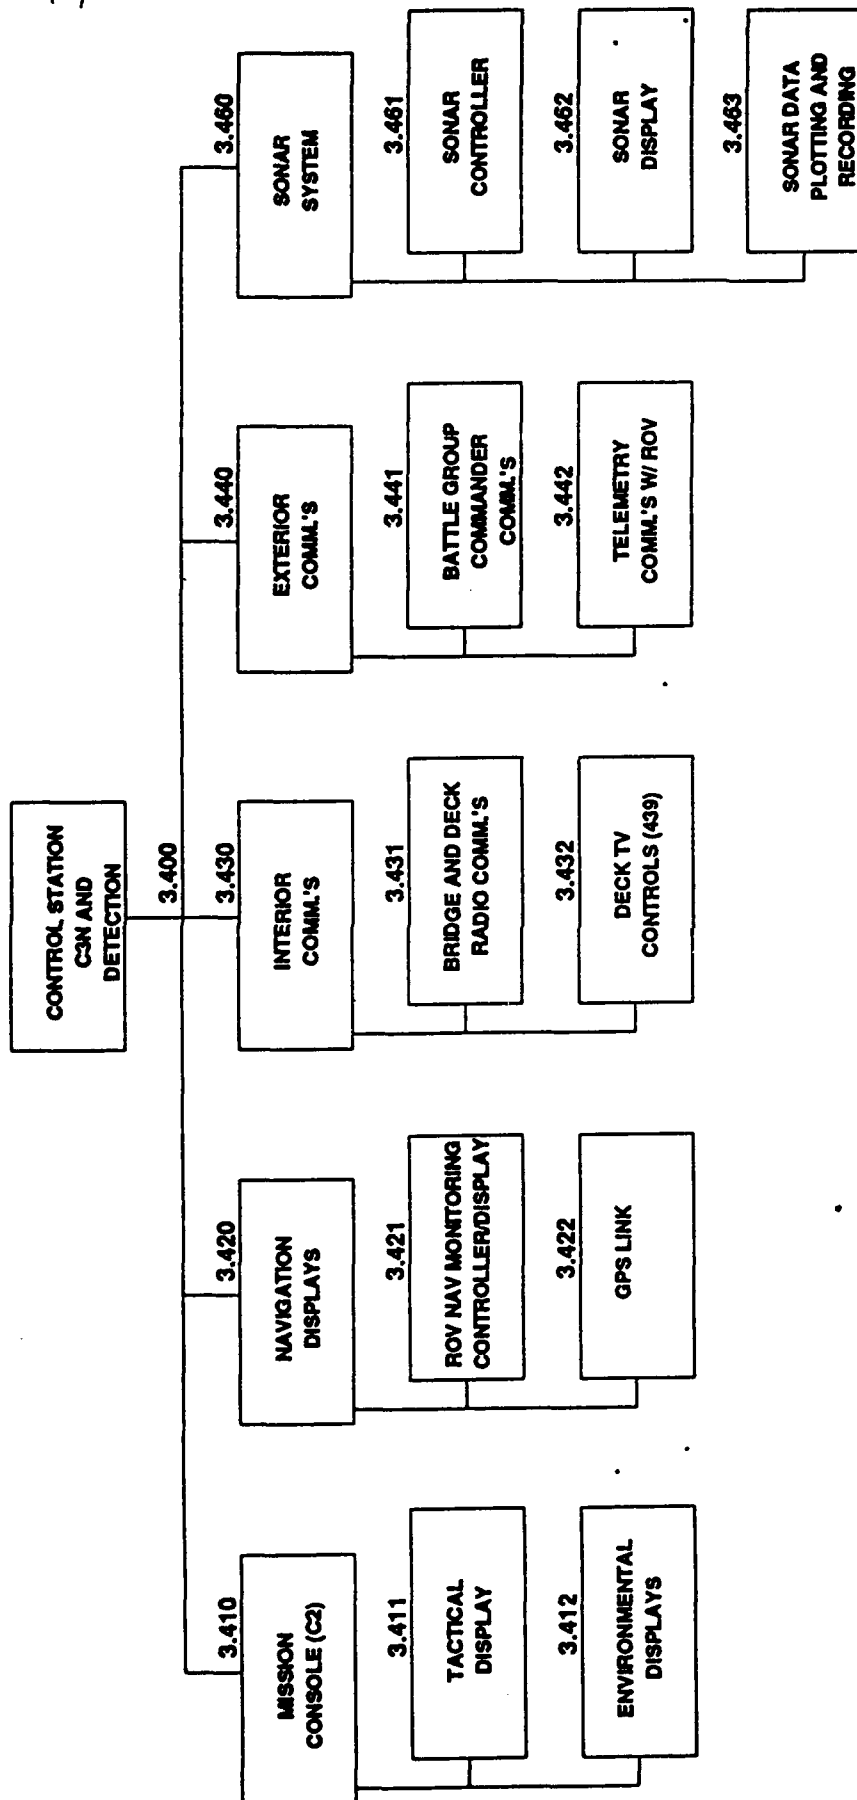 CONTROL STATION
C3N AND
DETECTION
3.400
3.410
MISSION
CONSOLE (C2)
3.411
TACTICAL
DISPLAY
3.412
ENVIRONMENTAL
DISPLAYS
3.420
NAVIGATION
DISPLAYS
3.421
ROV NAV MONITORING
CONTROLLER/DISPLAY
3.422
GPS LINK
3.430
INTERIOR
COMM.'S
3.431
BRIDGE AND DECK
RADIO COMM.'S
3.432
DECK TV
CONTROLS (439)
3.440
EXTERIOR
COMM.'S
3.441
BATTLE GROUP
COMMANDER
COMM.'S
3.442
TELEMETRY
COMM.'S W/ ROV
3.460
SONAR
SYSTEM
3.461
SONAR
CONTROLLER
3.462
SONAR
DISPLAY
3.463
SONAR DATA
PLOTTING AND
RECORDING